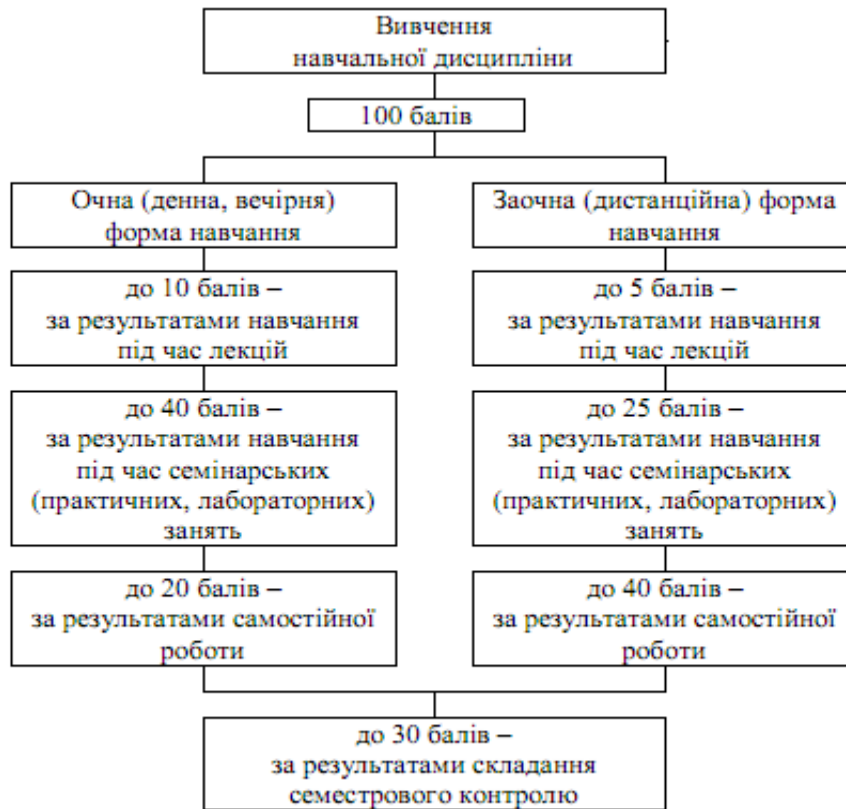 Вивчення
навчальної дисципліни
100 балів
Очна (денна, вечірня)
форма навчання
Заочна (дистанційна) форма
навчання
до 10 балів –
за результатами навчання
під час лекцій
до 5 балів –
за результатами навчання
під час лекцій
до 40 балів –
за результатами навчання
під час семінарських
(практичних, лабораторних)
занять
до 25 балів –
за результатами навчання
під час семінарських
(практичних, лабораторних)
занять
до 20 балів –
за результатами самостійної
роботи
до 40 балів –
за результатами самостійної
роботи
до 30 балів –
за результатами складання
семестрового контролю